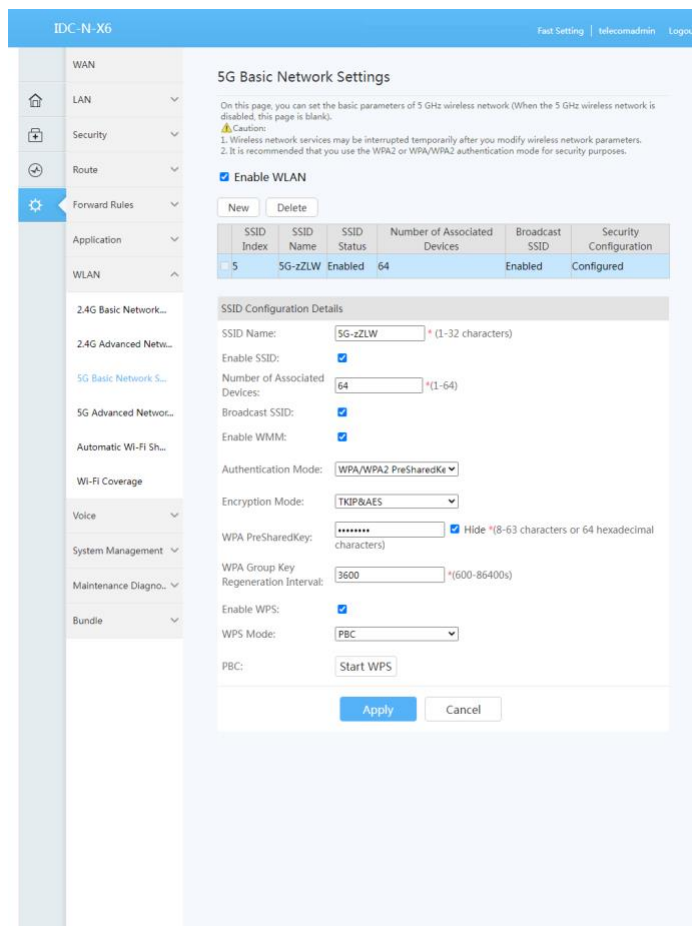 IDC-N-X6
Fast Setting | telecomadmin Logou
WAN
LAN
Security
Route
Forward Rules
Application
WLAN
2.4G Basic Network...
2.4G Advanced Netw...
5G Basic Network S...
5G Advanced Networ...
Automatic Wi-Fi Sh...
Wi-Fi Coverage
Voice
System Management
Maintenance Diagno..
Bundle
5G Basic Network Settings
On this page, you can set the basic parameters of 5 GHz wireless network (When the 5 GHz wireless network is
disabled, this page is blank).
Caution:
1. Wireless network services may be interrupted temporarily after you modify wireless network parameters.
2. It is recommended that you use the WPA2 or WPA/WPA2 authentication mode for security purposes.
Enable WLAN
New Delete
SSID Index SSID Name SSID Status Number of Associated Devices Broadcast SSID Security Configuration
5 5G-zZLW Enabled 64 Enabled Configured
SSID Configuration Details
SSID Name: 5G-zZLW * (1-32 characters)
Enable SSID:
Number of Associated
Devices: 64 *(1-64)
Broadcast SSID:
Enable WMM:
Authentication Mode: WPA/WPA2 PreSharedKe
Encryption Mode: TKIP&AES
WPA PreSharedKey: •••••••• Hide *(8-63 characters or 64 hexadecimal
characters)
WPA Group Key
Regeneration Interval: 3600 *(600-86400s)
Enable WPS:
WPS Mode: PBC
PBC: Start WPS
Apply Cancel